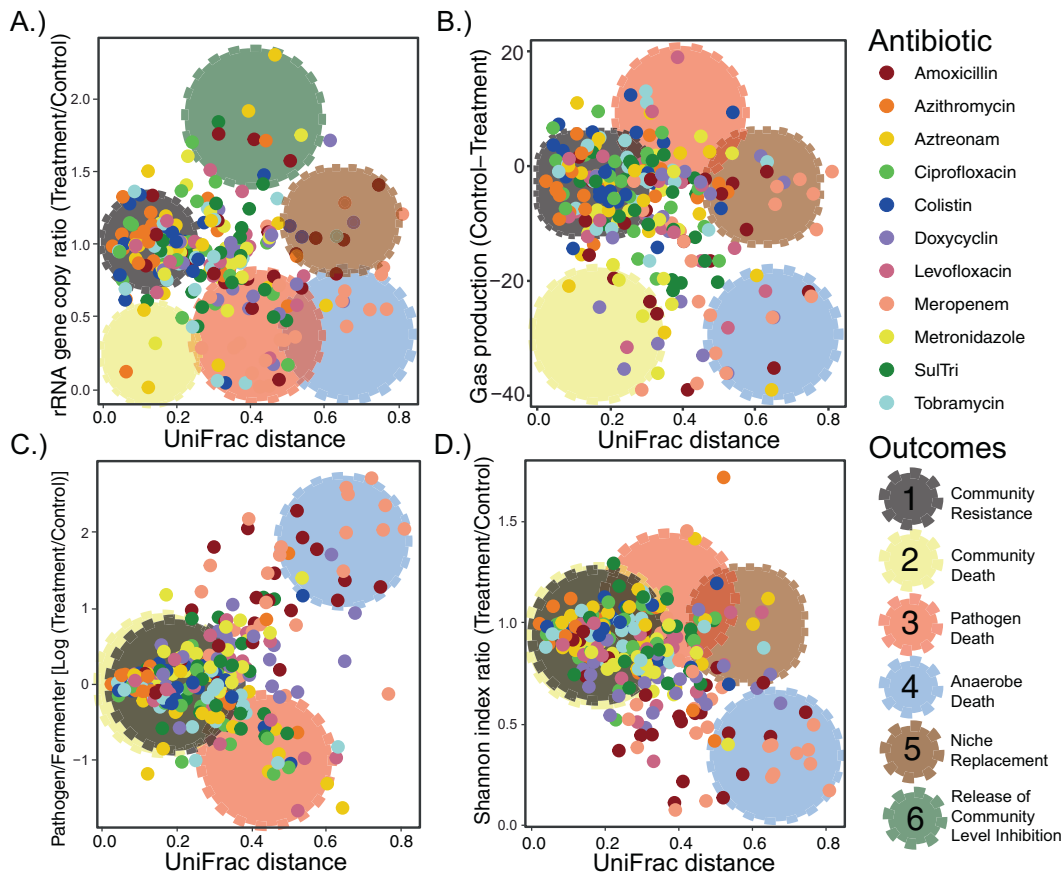 A.)
rRNA gene copy ratio (Treatment/Control)
2.0
1.5
1.0
0.5
0.0
0.0
0.2
0.4
0.6
0.8
UniFrac distance
B.)
Gas production (Control−Treatment)
20
0
−20
−40
0.0
0.2
0.4
0.6
0.8
UniFrac distance
Antibiotic
Amoxicillin
Azithromycin
Aztreonam
Ciprofloxacin
Colistin
Doxycyclin
Levofloxacin
Meropenem
Metronidazole
SulTri
Tobramycin
C.)
Pathogen/Fermenter [Log (Treatment/Control)]
2
1
0
−1
0.0
0.2
0.4
0.6
0.8
UniFrac distance
D.)
Shannon index ratio (Treatment/Control)
1.5
1.0
0.5
0.0
0.0
0.2
0.4
0.6
0.8
UniFrac distance
Outcomes
1
Community
Resistance
2
Community
Death
3
Pathogen
Death
4
Anaerobe
Death
5
Niche
Replacement
6
Release of
Community
Level Inhibition